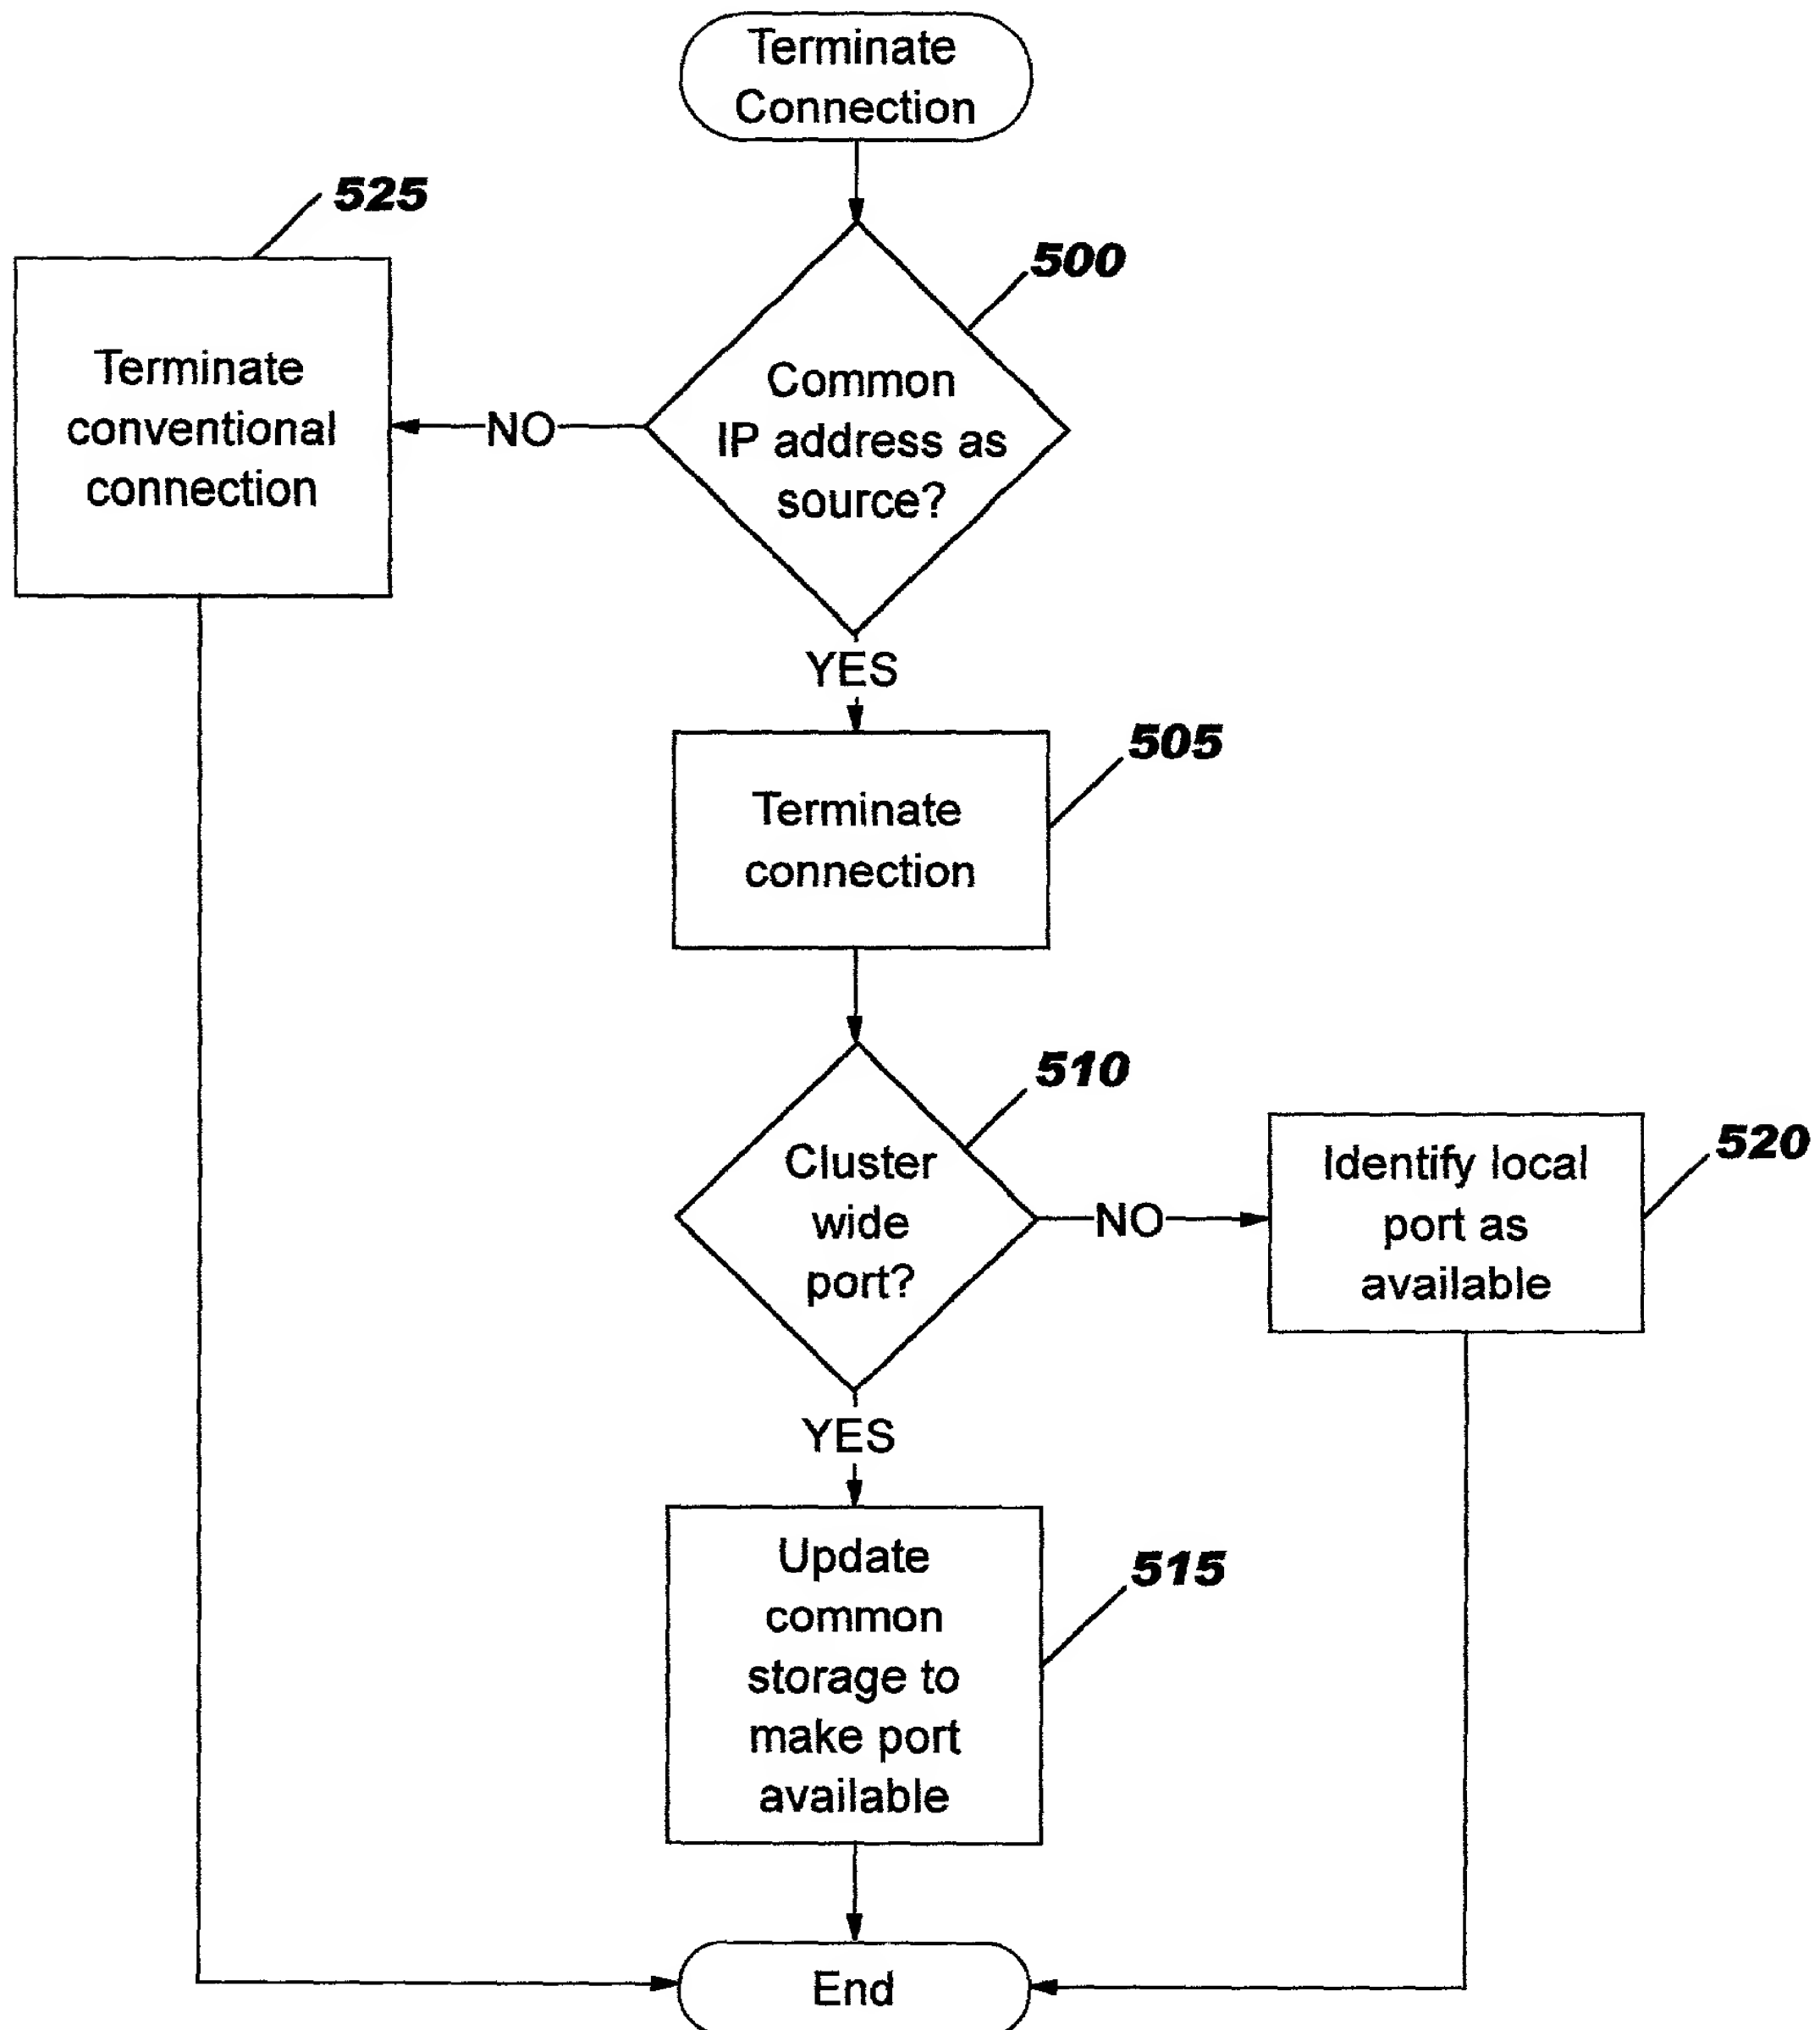 Terminate
Connection
525
500
Terminate
conventional
connection
NO
Common
IP address as
source?
YES
505
Terminate
connection
510
Cluster
wide
port?
NO
520
Identify local
port as
available
YES
515
Update
common
storage to
make port
available
End